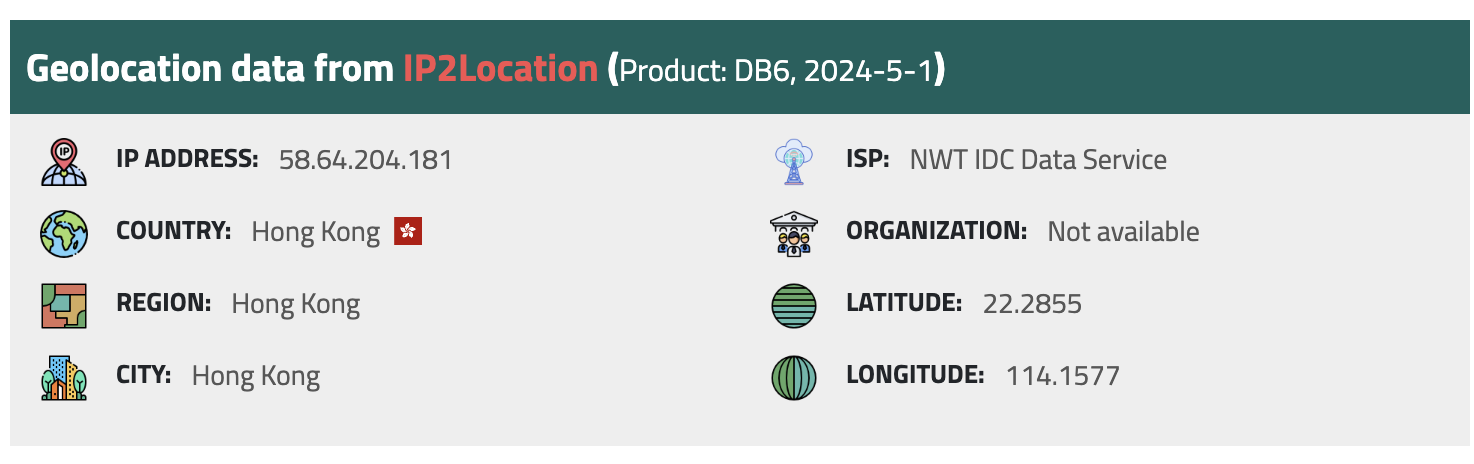 Geolocation data from IP2Location (Product: DB6, 2024-5-1)
IP
IP ADDRESS: 58.64.204.181
ISP: NWT IDC Data Service
COUNTRY: Hong Kong
ORGANIZATION: Not available
REGION: Hong Kong
LATITUDE: 22.2855
CITY: Hong Kong
LONGITUDE: 114.1577